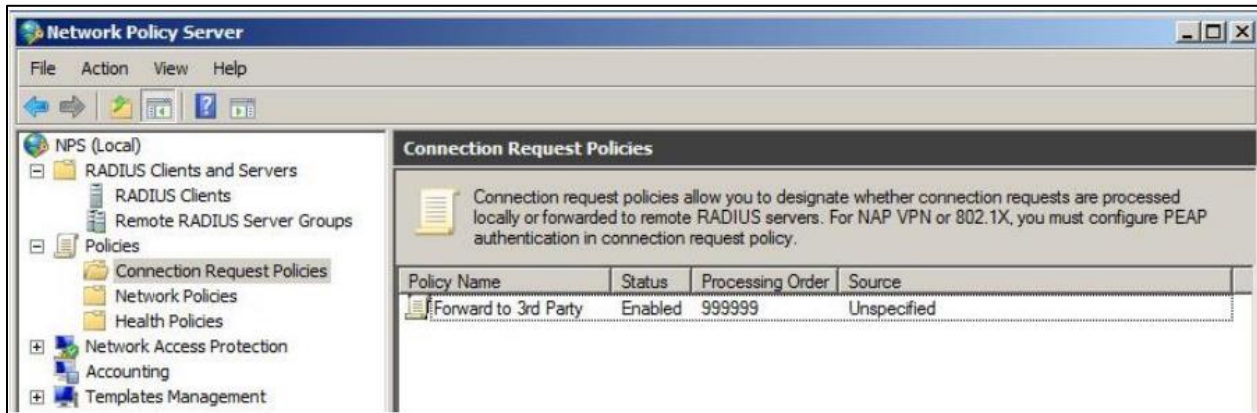 Network Policy Server
File Action View Help
NPS (Local)
RADIUS Clients and Servers
RADIUS Clients
Remote RADIUS Server Groups
Policies
Connection Request Policies
Network Policies
Health Policies
Network Access Protection
Accounting
Templates Management
Connection Request Policies
Connection request policies allow you to designate whether connection requests are processed
locally or forwarded to remote RADIUS servers. For NAP VPN or 802.1X, you must configure PEAP
authentication in connection request policy.
Policy Name Status Processing Order Source
Forward to 3rd Party Enabled 999999 Unspecified